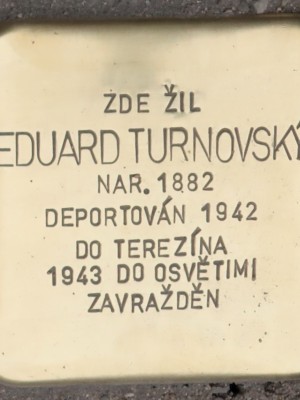 ZDE ŽIL
EDUARD TURNOVSKÝ
NAR. 1882
DEPORTOVÁN 1942
DO TEREZÍNA
1943 DO OSVĚTIMI
ZAVRAŽDĚN